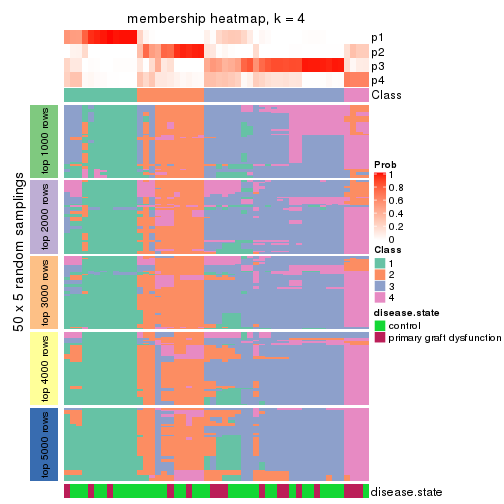 membership heatmap, k = 4
p1
p2
p3
p4
Class
50 x 5 random samplings
top 1000 rows
top 2000 rows
top 3000 rows
top 4000 rows
top 5000 rows
Prob
1
0.8
0.6
0.4
0.2
0
Class
1
2
3
4
disease.state
control
primary graft dysfunction
disease.state